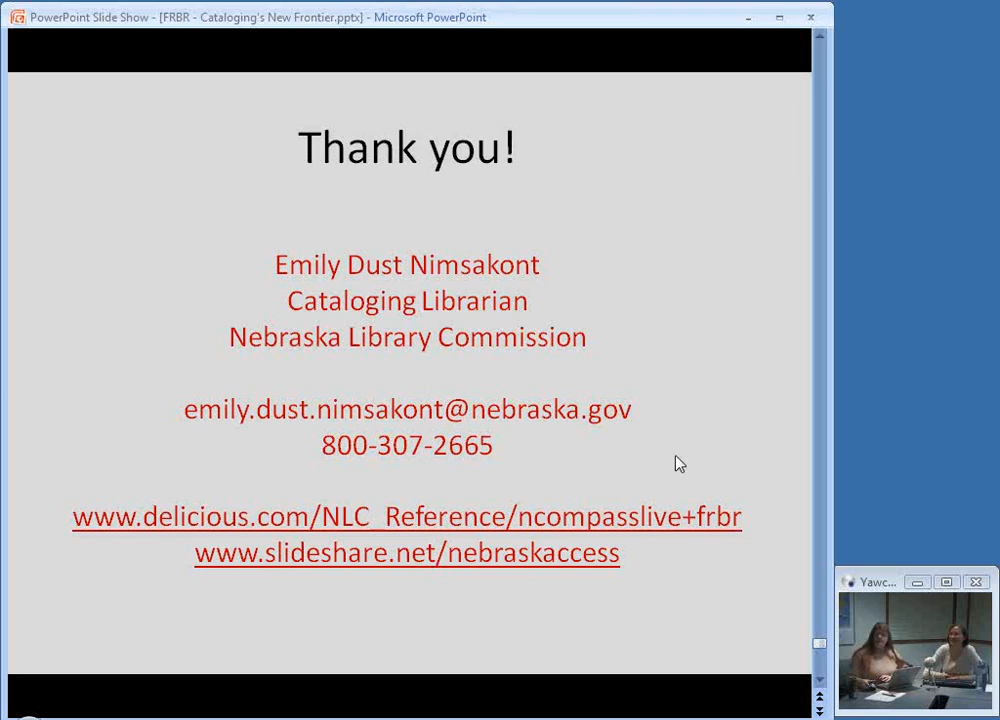 PowerPoint Slide Show - [FRBR - Cataloging's New Frontier.pptx] - Microsoft PowerPoint
Thank you!
Emily Dust Nimsakont
Cataloging Librarian
Nebraska Library Commission
emily.dust.nimsakont@nebraska.gov
800-307-2665
www.delicious.com/NLC_Reference/ncompasslive+frbr
www.slideshare.net/nebraskaccess
Yawc...